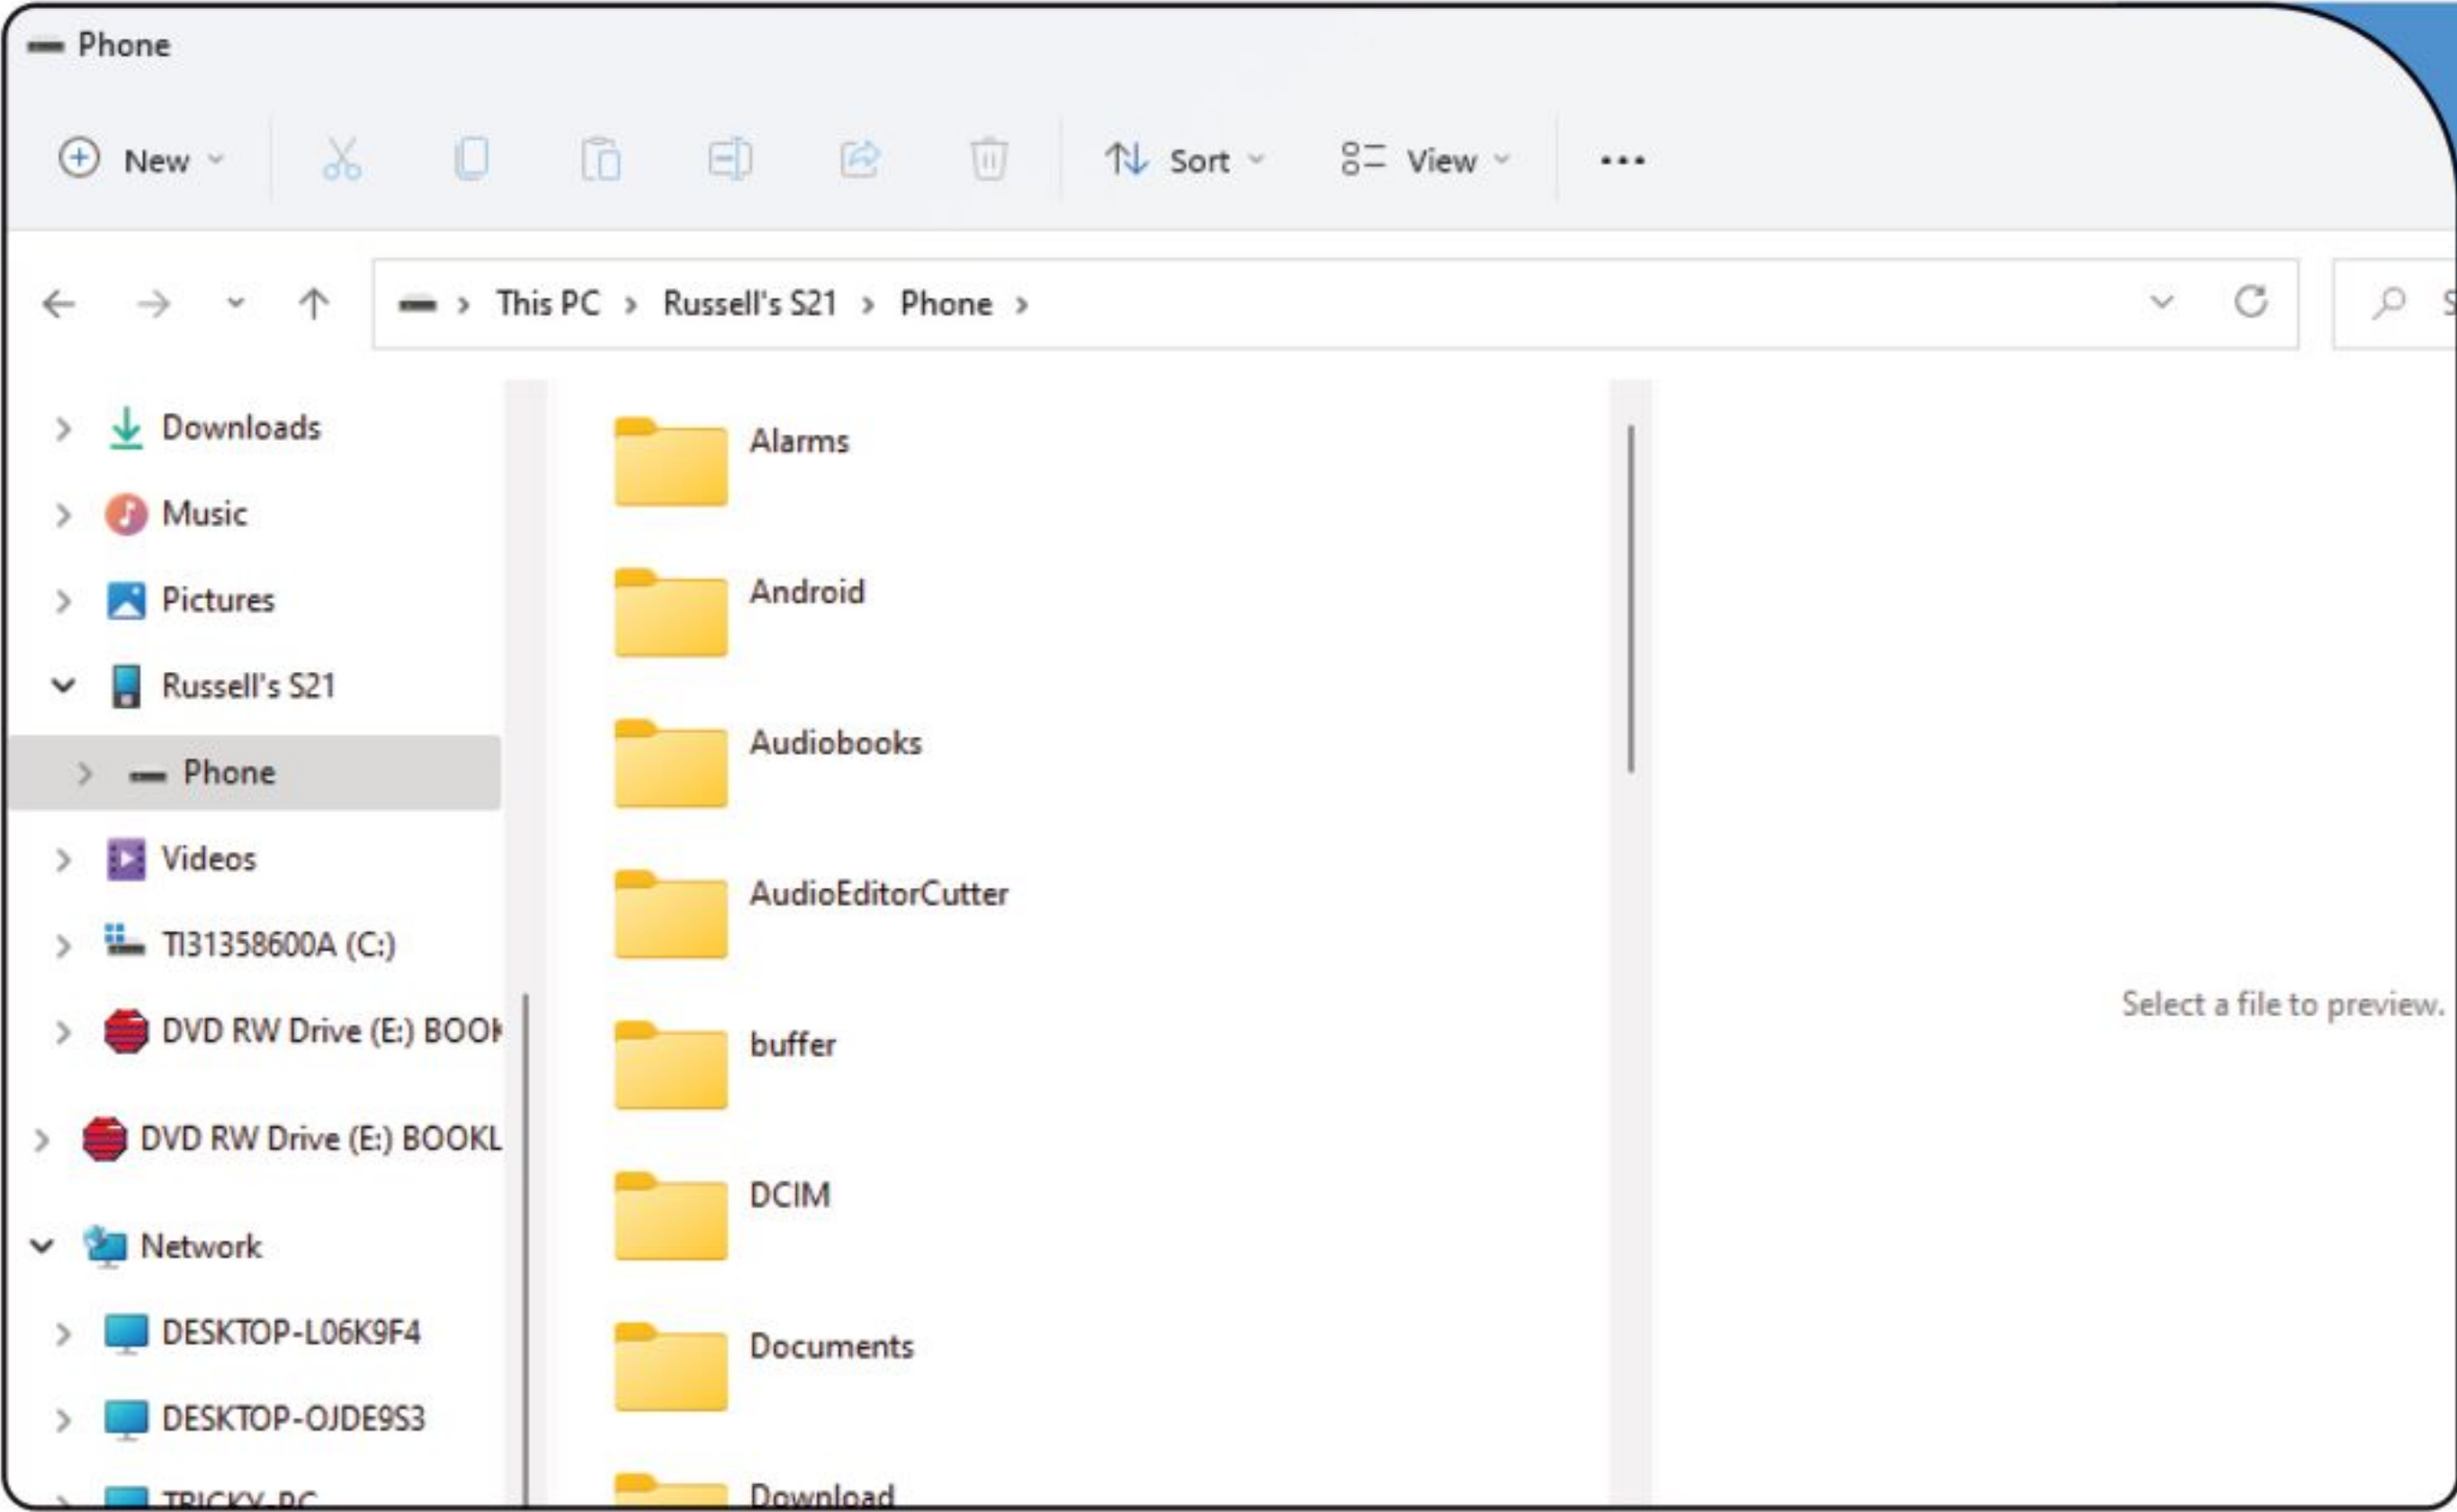 Phone
New
Sort
View
This PC > Russell's S21 > Phone >
S
Downloads
Music
Pictures
Russell's S21
Phone
Videos
TI31358600A (C:)
DVD RW Drive (E:) BOOK
DVD RW Drive (E:) BOOKL
Network
DESKTOP-L06K9F4
DESKTOP-OJDE9S3
TRICKY-PC
Alarms
Android
Audiobooks
AudioEditorCutter
buffer
DCIM
Documents
Download
Select a file to preview.